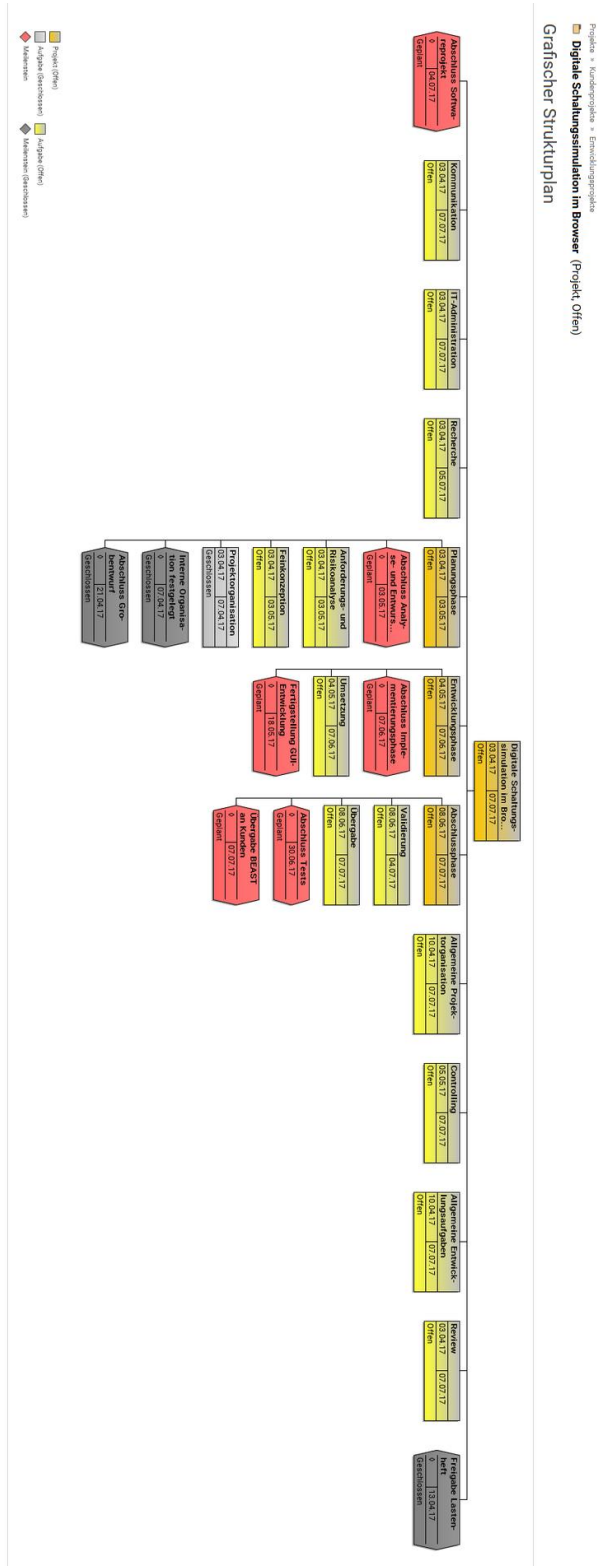 Projekte » Kundenprojekte » Entwicklungsprojekte
Digitale Schaltungssimulation im Browser (Projekt, Offen)
Grafischer Strukturplan
Digitale Schaltungs-
simulation im Bro...
03.04.17 07.07.17
Offen
Abschluss Softwa-
reprojekt
◊ 04.07.17
Geplant
Kommunikation
03.04.17 07.07.17
Offen
IT-Administration
03.04.17 07.07.17
Offen
Recherche
03.04.17 05.07.17
Offen
Planungsphase
03.04.17 03.05.17
Offen
Abschluss Analy-
se- und Entwurs...
◊ 03.05.17
Geplant
Anforderungs- und
Risikoanalyse
03.04.17 03.05.17
Offen
Feinkonzeption
03.04.17 03.05.17
Offen
Projektorganisation
03.04.17 07.04.17
Geschlossen
Interne Organisa-
tion festgelegt
◊ 07.04.17
Geschlossen
Abschluss Gro-
bentwurf
◊ 21.04.17
Geschlossen
Entwicklungsphase
04.05.17 07.06.17
Offen
Abschluss Imple-
mentierungsphase
◊ 07.06.17
Geplant
Umsetzung
04.05.17 07.06.17
Offen
Fertigstellung GUI-
Entwicklung
◊ 18.05.17
Geplant
Abschlussphase
08.06.17 07.07.17
Offen
Validierung
08.06.17 04.07.17
Offen
Übergabe
08.06.17 07.07.17
Offen
Abschluss Tests
◊ 30.06.17
Geplant
Übergabe BEAST
an Kunden
◊ 07.07.17
Geplant
Allgemeine Projek-
torganisation
10.04.17 07.07.17
Offen
Controlling
05.05.17 07.07.17
Offen
Allgemeine Entwick-
lungsaufgaben
10.04.17 07.07.17
Offen
Review
03.04.17 07.07.17
Offen
Freigabe Lasten-
heft
◊ 13.04.17
Geschlossen
Projekt (Offen)
Aufgabe (Geschlossen) Aufgabe (Offen)
Meilenstein Meilenstein (Geschlossen)